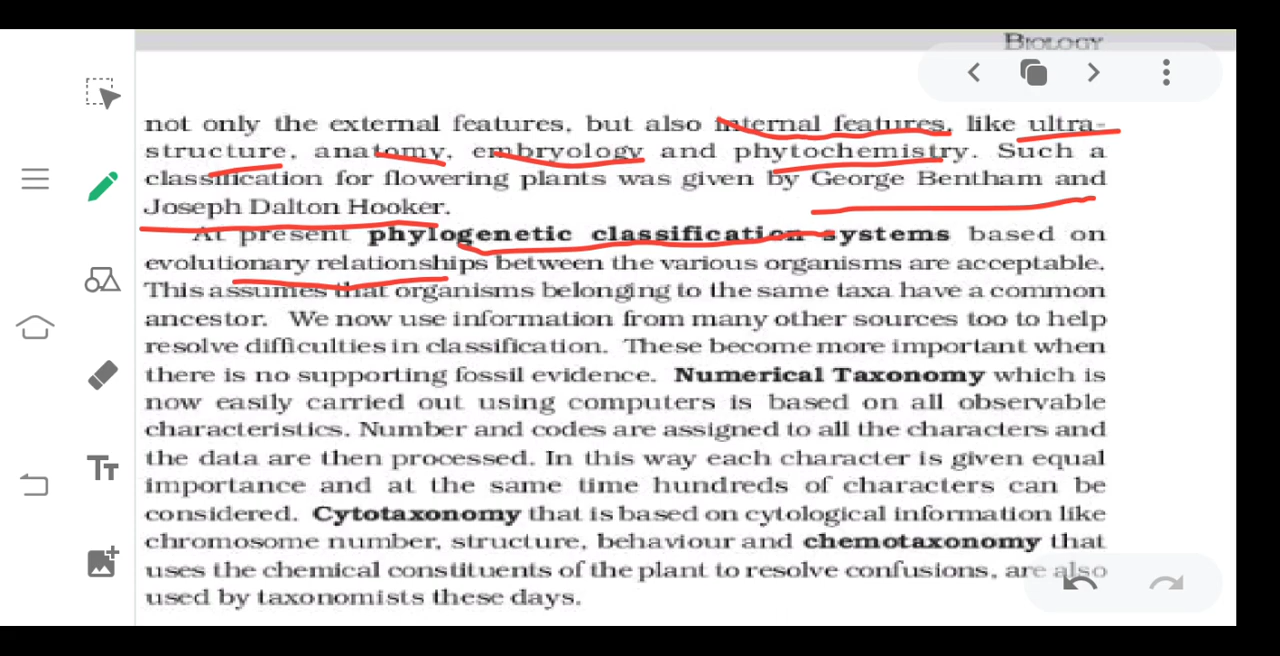 BIOLOGY
not only the external features, but also internal features, like ultra-
structure, anatomy, embryology and phytochemistry. Such a
classification for flowering plants was given by George Bentham and
Joseph Dalton Hooker.
At present phylogenetic classification systems based on
evolutionary relationships between the various organisms are acceptable.
This assumes that organisms belonging to the same taxa have a common
ancestor. We now use information from many other sources too to help
resolve difficulties in classification. These become more important when
there is no supporting fossil evidence. Numerical Taxonomy which is
now easily carried out using computers is based on all observable
characteristics. Number and codes are assigned to all the characters and
the data are then processed. In this way each character is given equal
importance and at the same time hundreds of characters can be
considered. Cytotaxonomy that is based on cytological information like
chromosome number, structure, behaviour and chemotaxonomy that
uses the chemical constituents of the plant to resolve confusions, are also
used by taxonomists these days.
TT